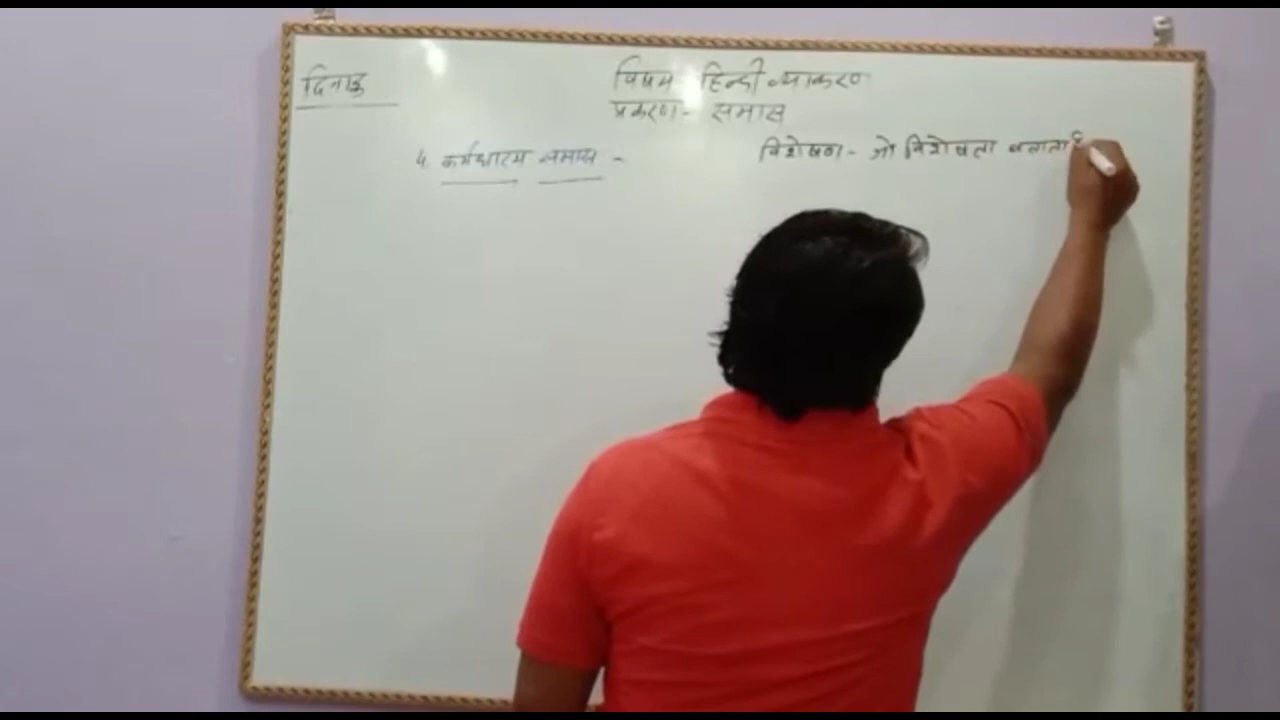 दिनांक
विषय - हिन्दी व्याकरण
प्रकरण - समास
4. कर्मधारय समास -
विशेषण - जो विशेषता बताता है